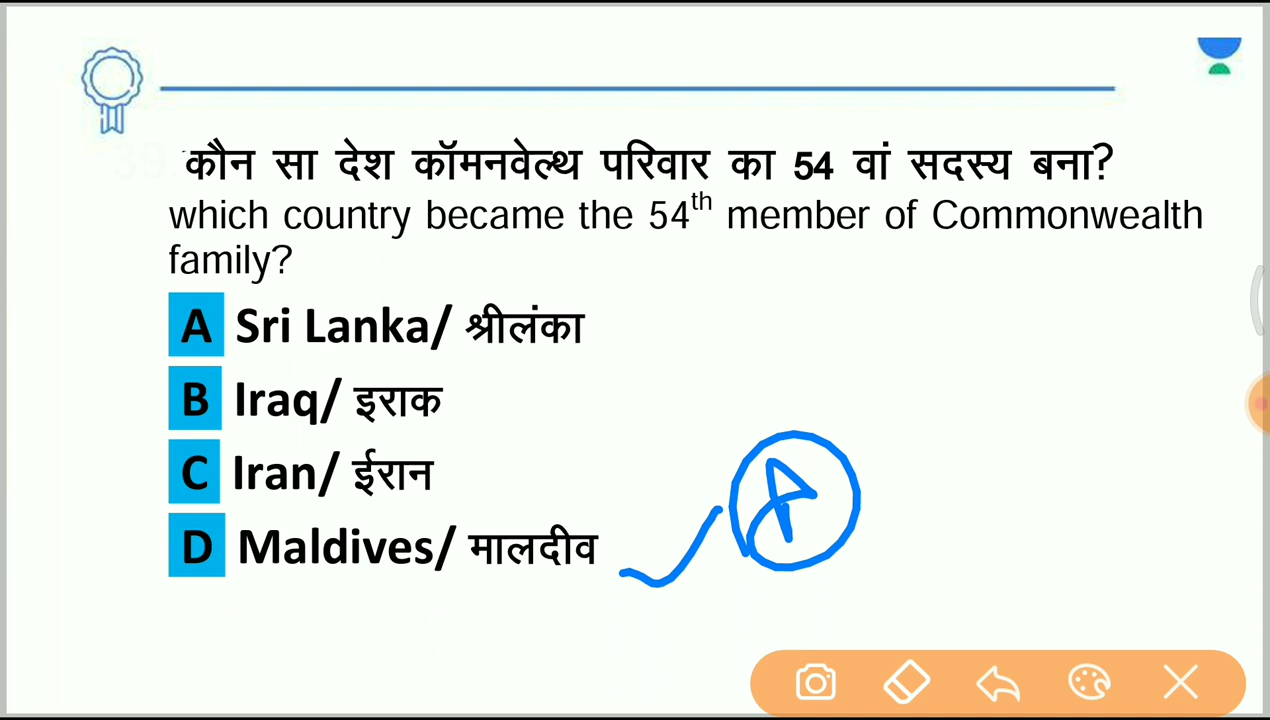 कौन सा देश कॉमनवेल्थ परिवार का 54 वां सदस्य बना?
which country became the 54th member of Commonwealth
family?
A Sri Lanka/ श्रीलंका
B Iraq/ इराक
C Iran/ ईरान
D Maldives/ मालदीव